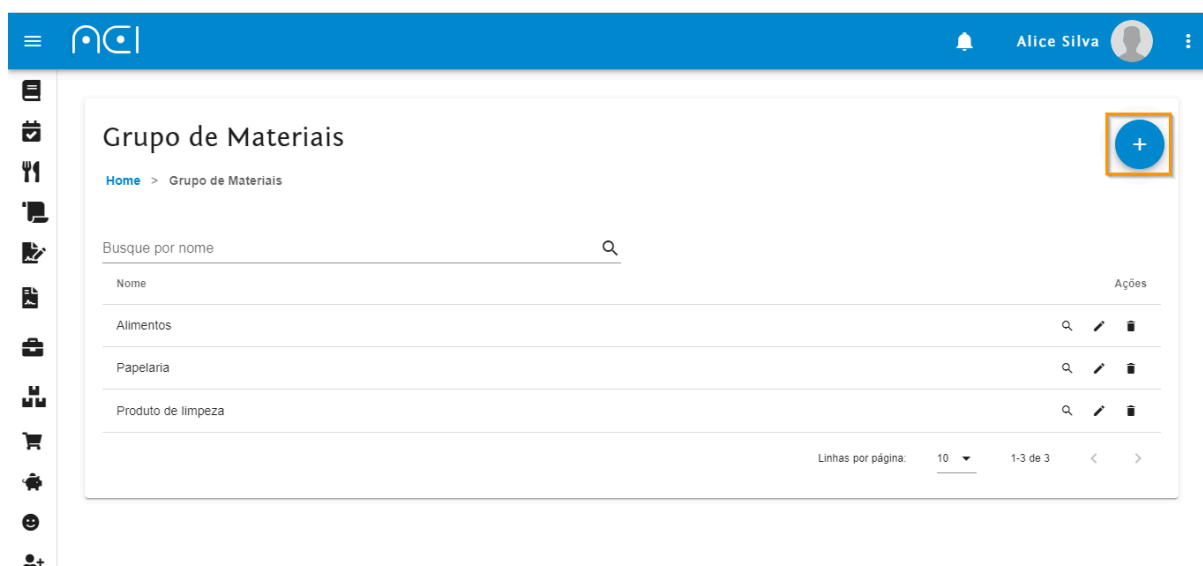 Alice Silva
Grupo de Materiais
+
Home > Grupo de Materiais
Busque por nome
Nome Ações
Alimentos
Papelaria
Produto de limpeza
Linhas por página: 10 1-3 de 3 < >